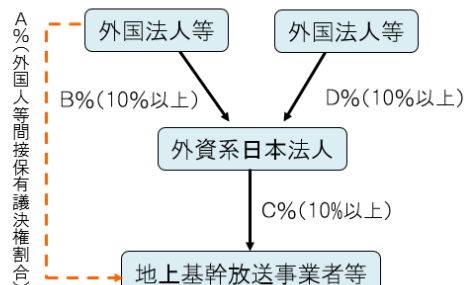 A%(外国人等間接保有議決権割合)
外国法人等
外国法人等
B%(10%以上)
D%(10%以上)
外資系日本法人
C%(10%以上)
地上基幹放送事業者等